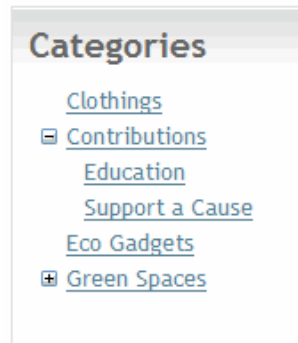 Categories
Clothings
Contributions
Education
Support a Cause
Eco Gadgets
Green Spaces